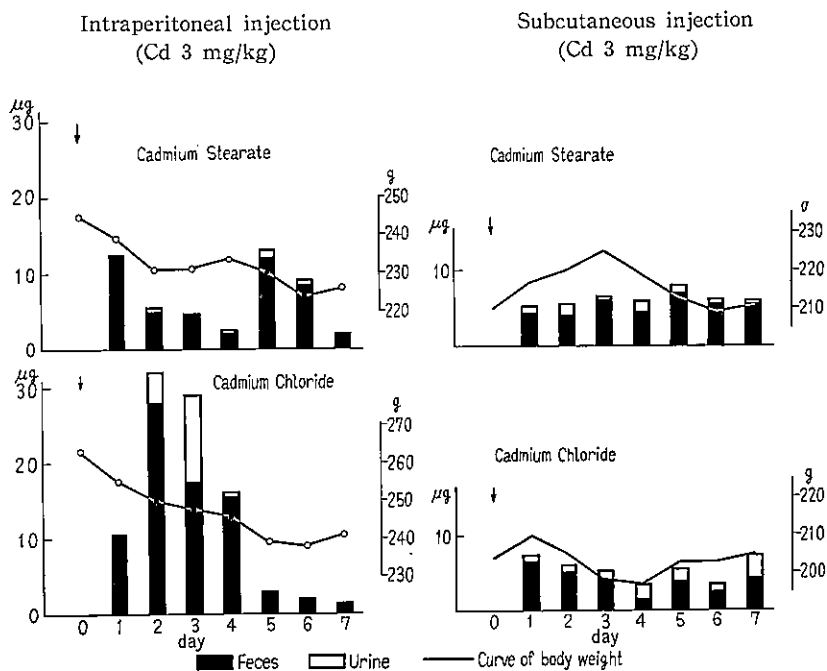 Intraperitoneal injection
(Cd 3 mg/kg)
Subcutaneous injection
(Cd 3 mg/kg)
μg
30
20
10
0
Cadmium Stearate
g
250
240
230
220
Cadmium Stearate
μg
10
g
230
220
210
μg
30
20
10
0
Cadmium Chloride
g
270
260
250
240
230
0 1 2 3 4 5 6 7
day
Cadmium Chloride
μg
10
g
220
210
200
0 1 2 3 4 5 6 7
day
Feces Urine Curve of body weight